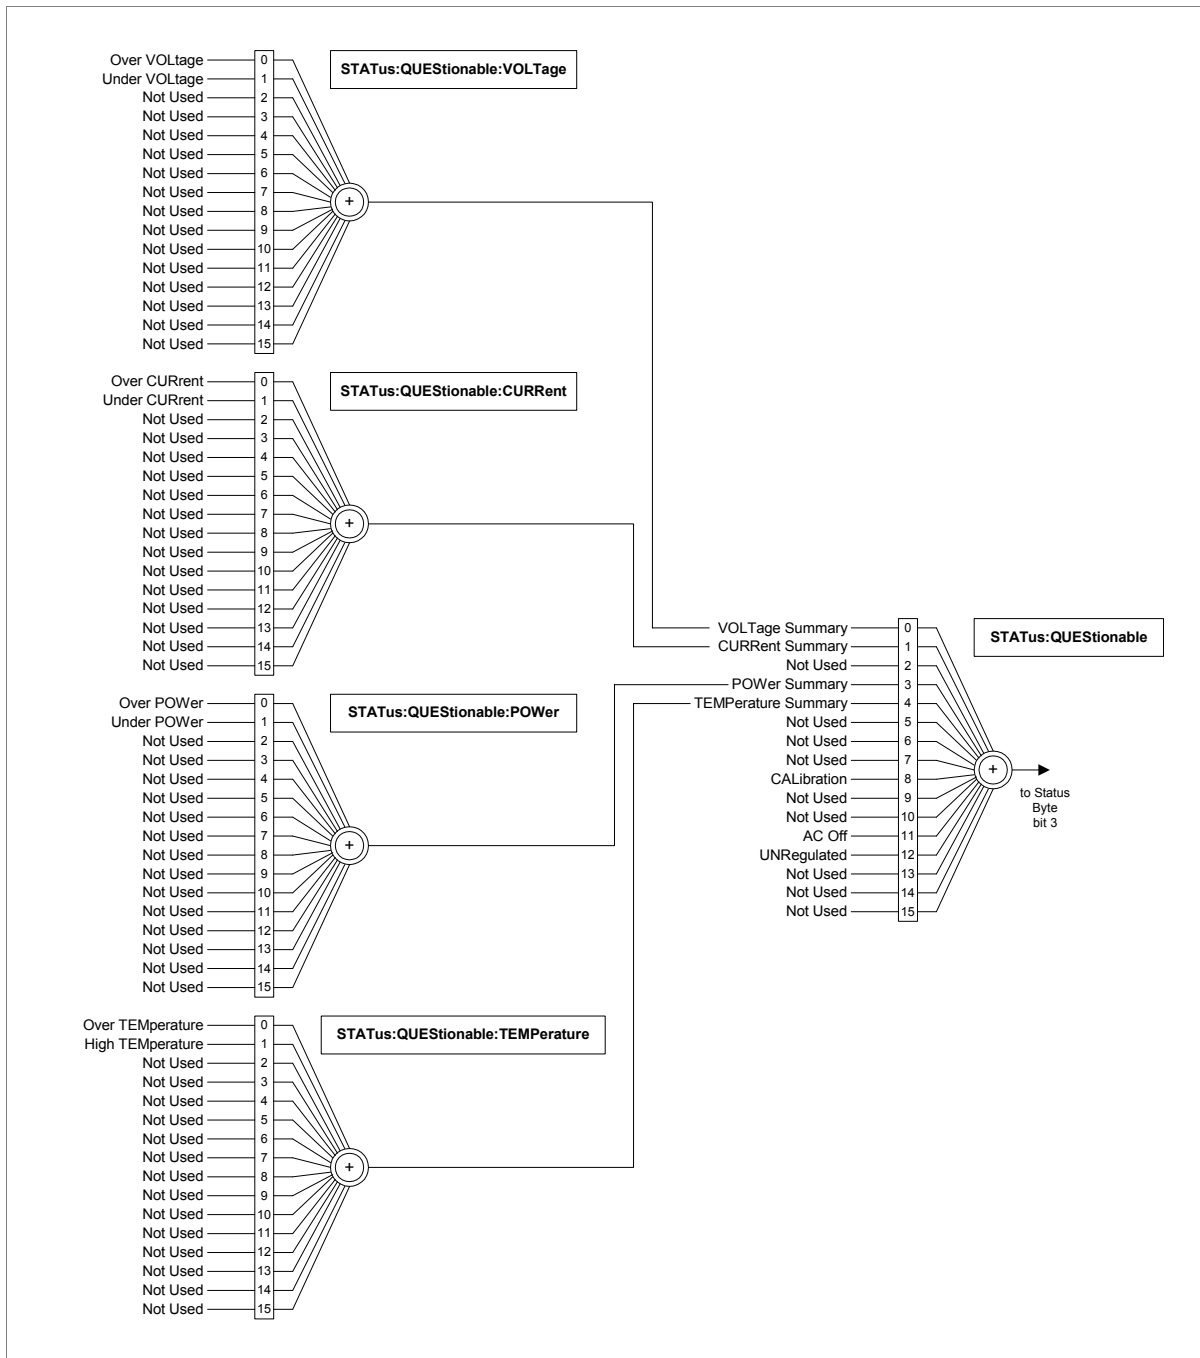 STATus:QUEStionable:VOLTage
Over VOLtage 0
Under VOLtage 1
Not Used 2
Not Used 3
Not Used 4
Not Used 5
Not Used 6
Not Used 7
Not Used 8
Not Used 9
Not Used 10
Not Used 11
Not Used 12
Not Used 13
Not Used 14
Not Used 15
+
STATus:QUEStionable:CURRent
Over CURrent 0
Under CURrent 1
Not Used 2
Not Used 3
Not Used 4
Not Used 5
Not Used 6
Not Used 7
Not Used 8
Not Used 9
Not Used 10
Not Used 11
Not Used 12
Not Used 13
Not Used 14
Not Used 15
+
STATus:QUEStionable:POWer
Over POWer 0
Under POWer 1
Not Used 2
Not Used 3
Not Used 4
Not Used 5
Not Used 6
Not Used 7
Not Used 8
Not Used 9
Not Used 10
Not Used 11
Not Used 12
Not Used 13
Not Used 14
Not Used 15
+
STATus:QUEStionable:TEMPerature
Over TEMperature 0
High TEMperature 1
Not Used 2
Not Used 3
Not Used 4
Not Used 5
Not Used 6
Not Used 7
Not Used 8
Not Used 9
Not Used 10
Not Used 11
Not Used 12
Not Used 13
Not Used 14
Not Used 15
+
STATus:QUEStionable
VOLTage Summary 0
CURRent Summary 1
Not Used 2
POWer Summary 3
TEMPerature Summary 4
Not Used 5
Not Used 6
Not Used 7
CALibration 8
Not Used 9
Not Used 10
AC Off 11
UNRegulated 12
Not Used 13
Not Used 14
Not Used 15
+
to Status
Byte
bit 3